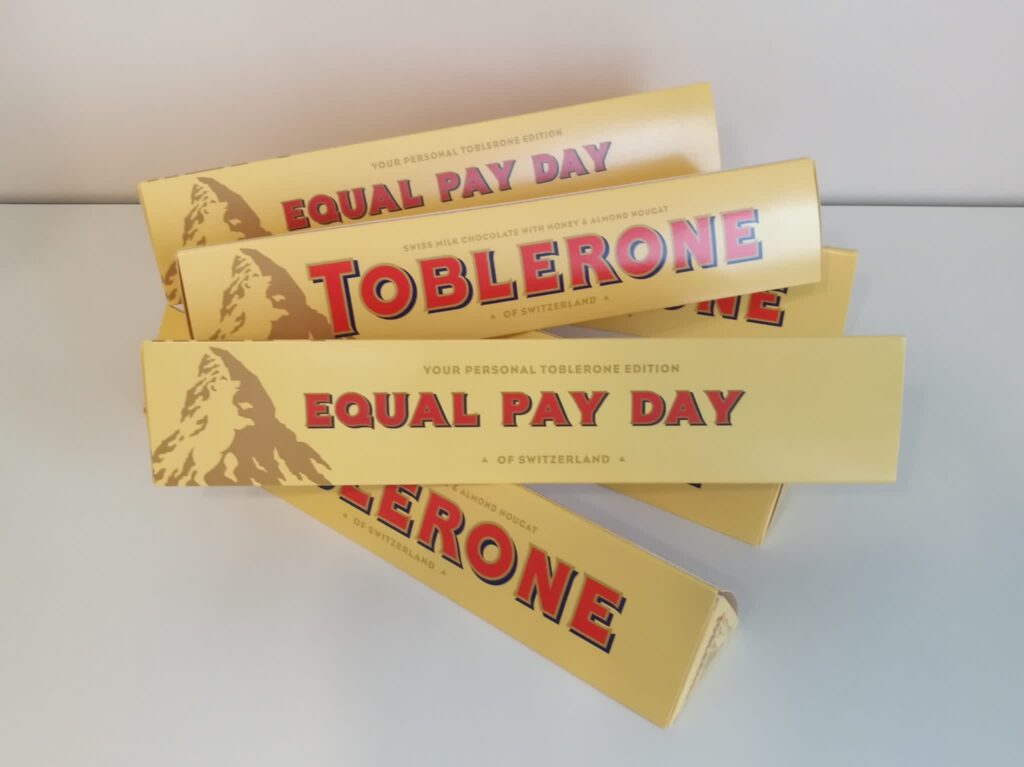 YOUR PERSONAL TOBLERONE EDITION
EQUAL PAY DAY
SWISS MILK CHOCOLATE WITH HONEY & ALMOND NOUGAT
TOBLERONE
OF SWITZERLAND
NE
YOUR PERSONAL TOBLERONE EDITION
EQUAL PAY DAY
OF SWITZERLAND
& ALMOND NOUGAT
LERONE
OF SWITZERLAND